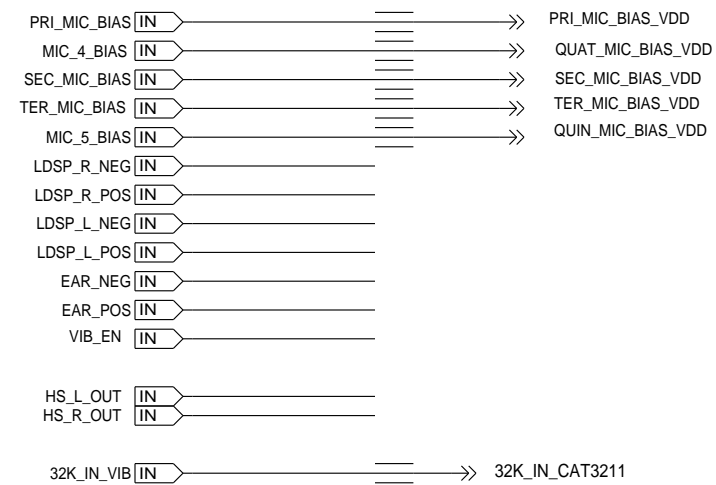 PRI_MIC_BIAS IN PRI_MIC_BIAS_VDD
MIC_4_BIAS IN QUAT_MIC_BIAS_VDD
SEC_MIC_BIAS IN SEC_MIC_BIAS_VDD
TER_MIC_BIAS IN TER_MIC_BIAS_VDD
MIC_5_BIAS IN QUIN_MIC_BIAS_VDD
LDSP_R_NEG IN
LDSP_R_POS IN
LDSP_L_NEG IN
LDSP_L_POS IN
EAR_NEG IN
EAR_POS IN
VIB_EN IN
HS_L_OUT IN
HS_R_OUT IN
32K_IN_VIB IN 32K_IN_CAT3211